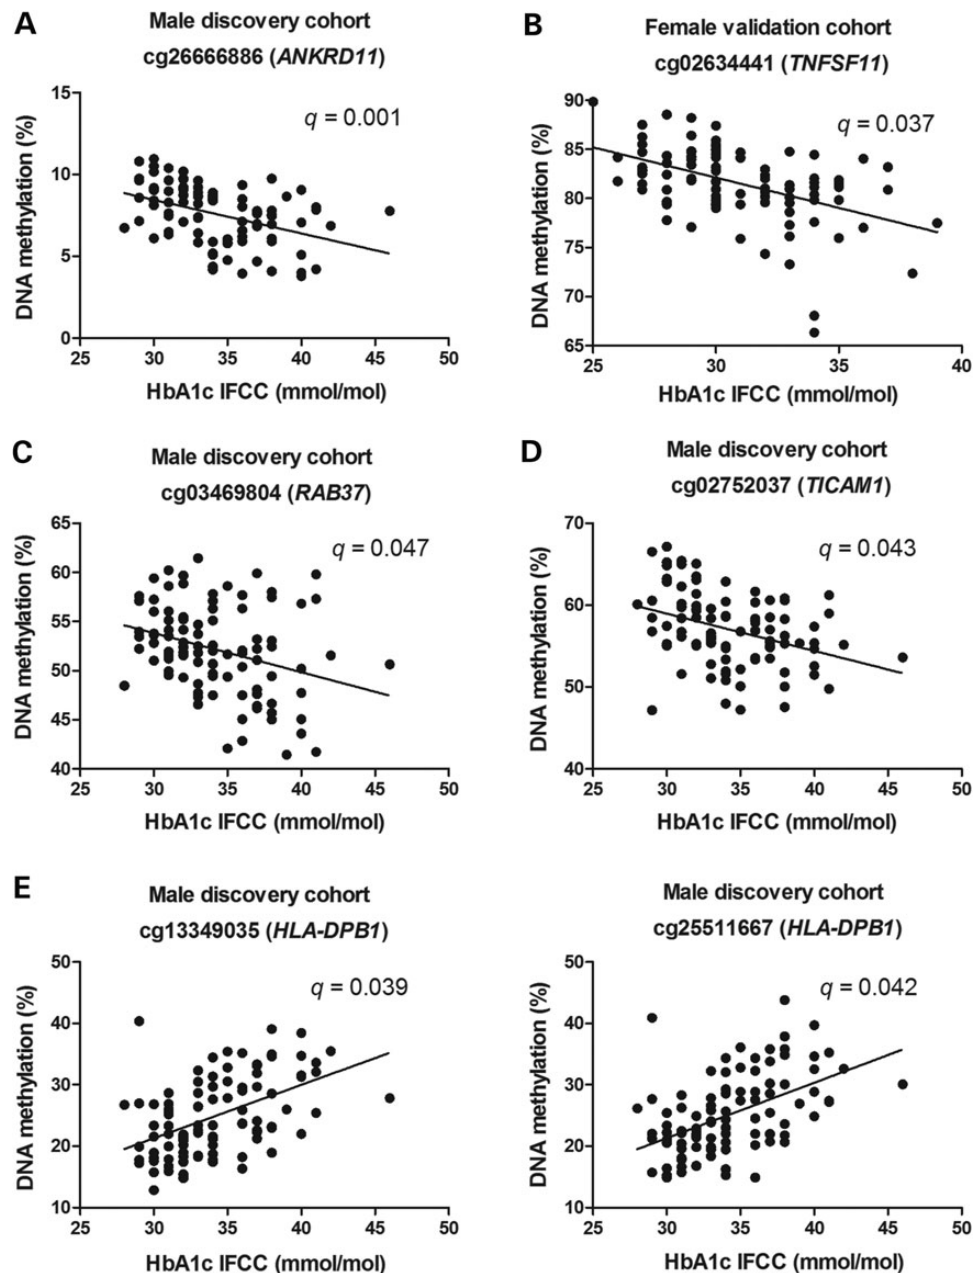 A
Male discovery cohort
cg26666886 (ANKRD11)
q = 0.001
DNA methylation (%)
15
10
5
0
25 30 35 40 45 50
HbA1c IFCC (mmol/mol)
B
Female validation cohort
cg02634441 (TNFSF11)
q = 0.037
DNA methylation (%)
90
85
80
75
70
65
25 30 35 40
HbA1c IFCC (mmol/mol)
C
Male discovery cohort
cg03469804 (RAB37)
q = 0.047
DNA methylation (%)
65
60
55
50
45
40
25 30 35 40 45 50
HbA1c IFCC (mmol/mol)
D
Male discovery cohort
cg02752037 (TICAM1)
q = 0.043
DNA methylation (%)
70
60
50
40
25 30 35 40 45 50
HbA1c IFCC (mmol/mol)
E
Male discovery cohort
cg13349035 (HLA-DPB1)
q = 0.039
DNA methylation (%)
50
40
30
20
10
25 30 35 40 45 50
HbA1c IFCC (mmol/mol)
Male discovery cohort
cg25511667 (HLA-DPB1)
q = 0.042
DNA methylation (%)
50
40
30
20
10
25 30 35 40 45 50
HbA1c IFCC (mmol/mol)